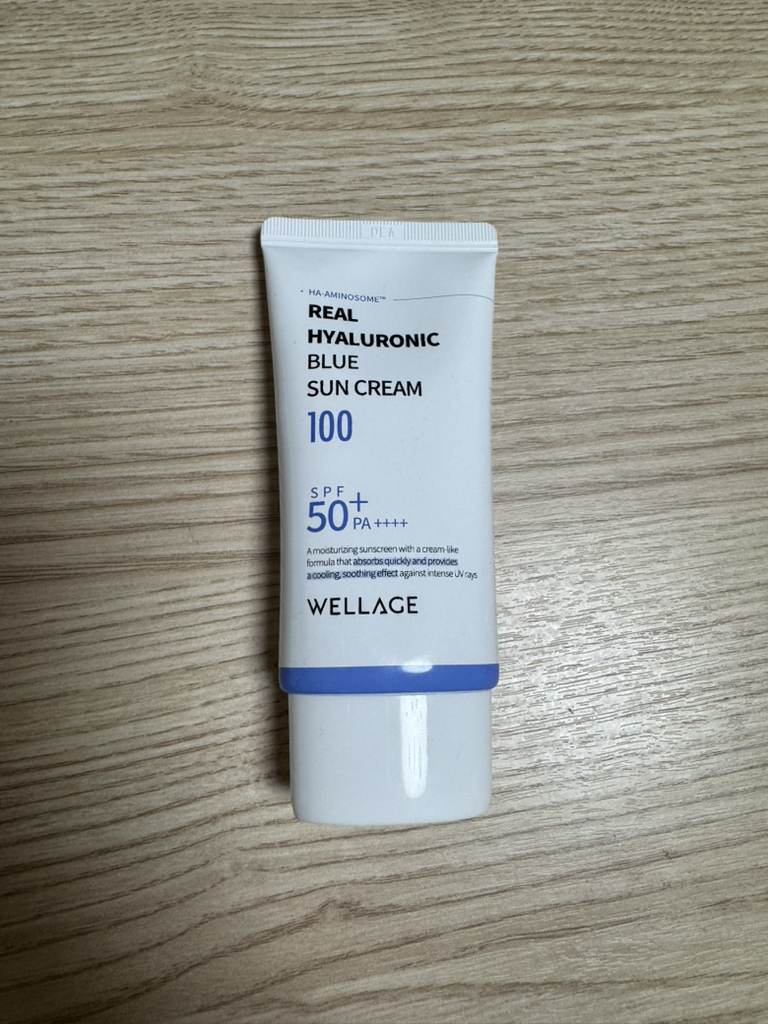 DEA
HA-AMINOSOME™
REAL
HYALURONIC
BLUE
SUN CREAM
100
SPF
50+
PA++++
A moisturizing sunscreen with a cream-like
formula that absorbs quickly and provides
a cooling, soothing effect against intense UV rays
WELLAGE